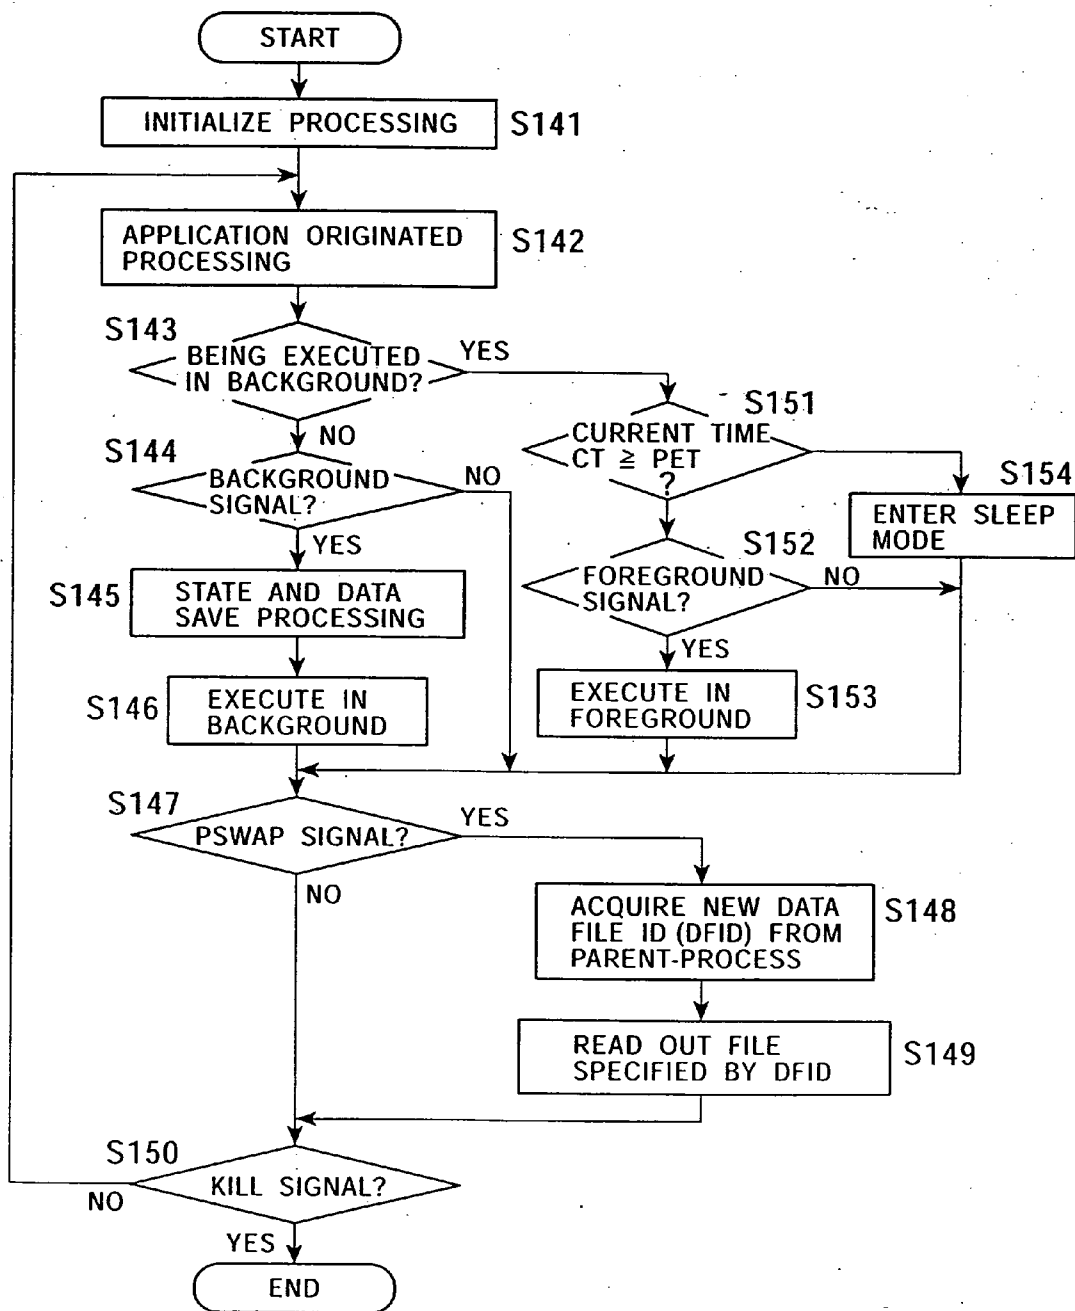 START
INITIALIZE PROCESSING
S141
APPLICATION ORIGINATED
PROCESSING
S142
S143
BEING EXECUTED
IN BACKGROUND?
YES
NO
S144
BACKGROUND
SIGNAL?
NO
YES
S145
STATE AND DATA
SAVE PROCESSING
S146
EXECUTE IN
BACKGROUND
S151
CURRENT TIME
CT ≧ PET
?
S154
ENTER SLEEP
MODE
S152
FOREGROUND
SIGNAL?
NO
YES
EXECUTE IN
FOREGROUND
S153
S147
PSWAP SIGNAL?
YES
NO
ACQUIRE NEW DATA
FILE ID (DFID) FROM
PARENT-PROCESS
S148
READ OUT FILE
SPECIFIED BY DFID
S149
S150
KILL SIGNAL?
NO
YES
END